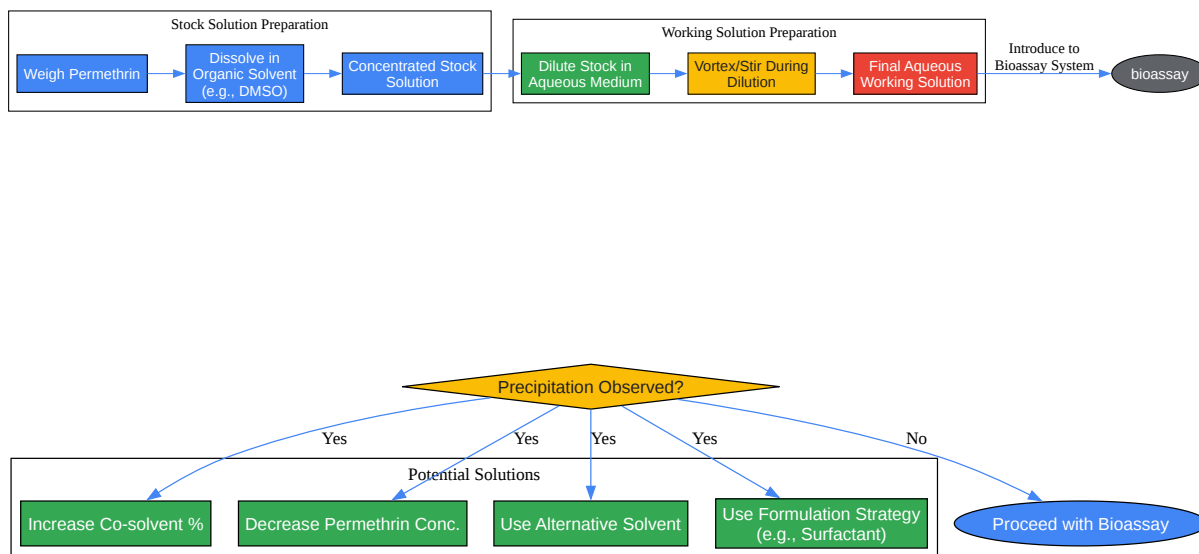 Stock Solution Preparation
Weigh Permethrin
Dissolve in
Organic Solvent
(e.g., DMSO)
Concentrated Stock
Solution
Working Solution Preparation
Dilute Stock in
Aqueous Medium
Vortex/Stir During
Dilution
Final Aqueous
Working Solution
Introduce to
Bioassay System
bioassay
Precipitation Observed?
Yes
Yes
Yes
Yes
No
Potential Solutions
Increase Co-solvent %
Decrease Permethrin Conc.
Use Alternative Solvent
Use Formulation Strategy
(e.g., Surfactant)
Proceed with Bioassay